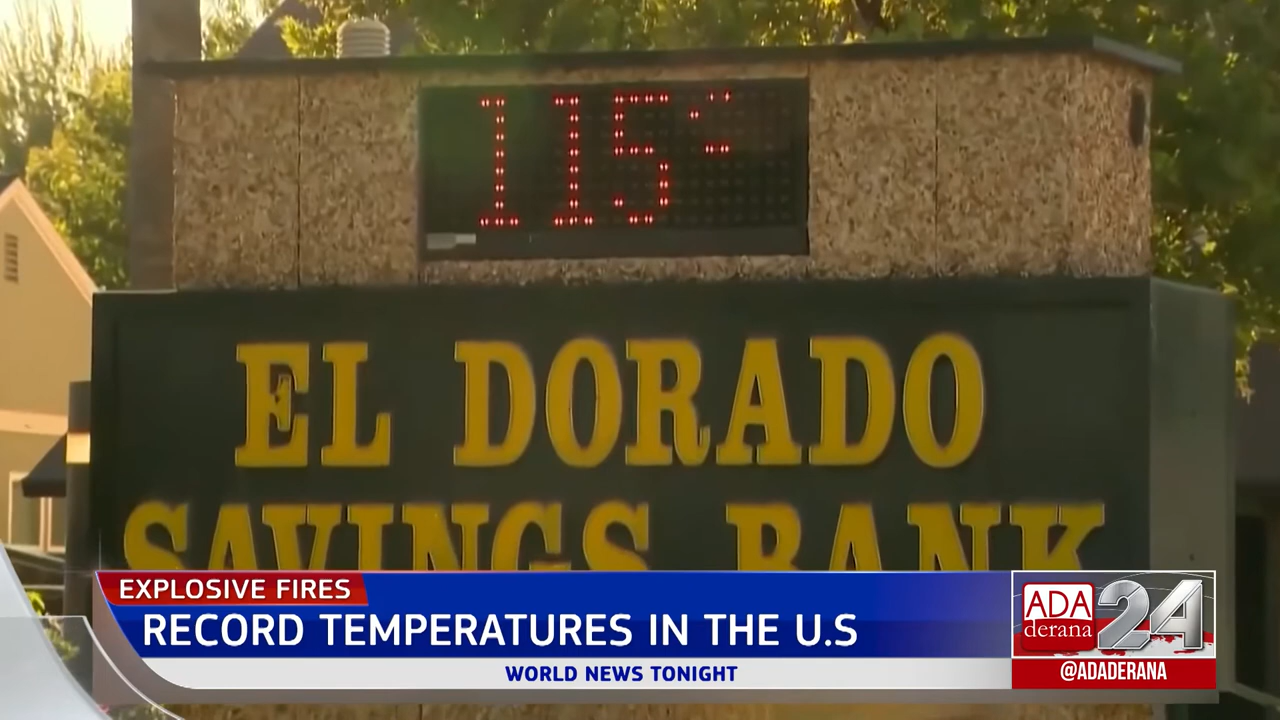 115°
EL DORADO
SAVINGS BANK
EXPLOSIVE FIRES
RECORD TEMPERATURES IN THE U.S
WORLD NEWS TONIGHT
ADA
derana
24
@ADADERANA